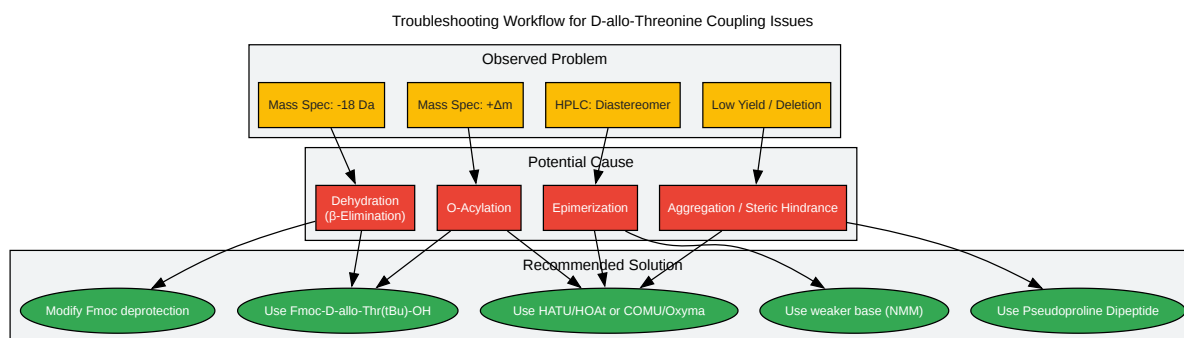 Troubleshooting Workflow for D-allo-Threonine Coupling Issues
Observed Problem
Mass Spec: -18 Da
Mass Spec: +Δm
HPLC: Diastereomer
Low Yield / Deletion
Potential Cause
Dehydration
(β-Elimination)
O-Acylation
Epimerization
Aggregation / Steric Hindrance
Recommended Solution
Modify Fmoc deprotection
Use Fmoc-D-allo-Thr(tBu)-OH
Use HATU/HOAt or COMU/Oxyma
Use weaker base (NMM)
Use Pseudoproline Dipeptide